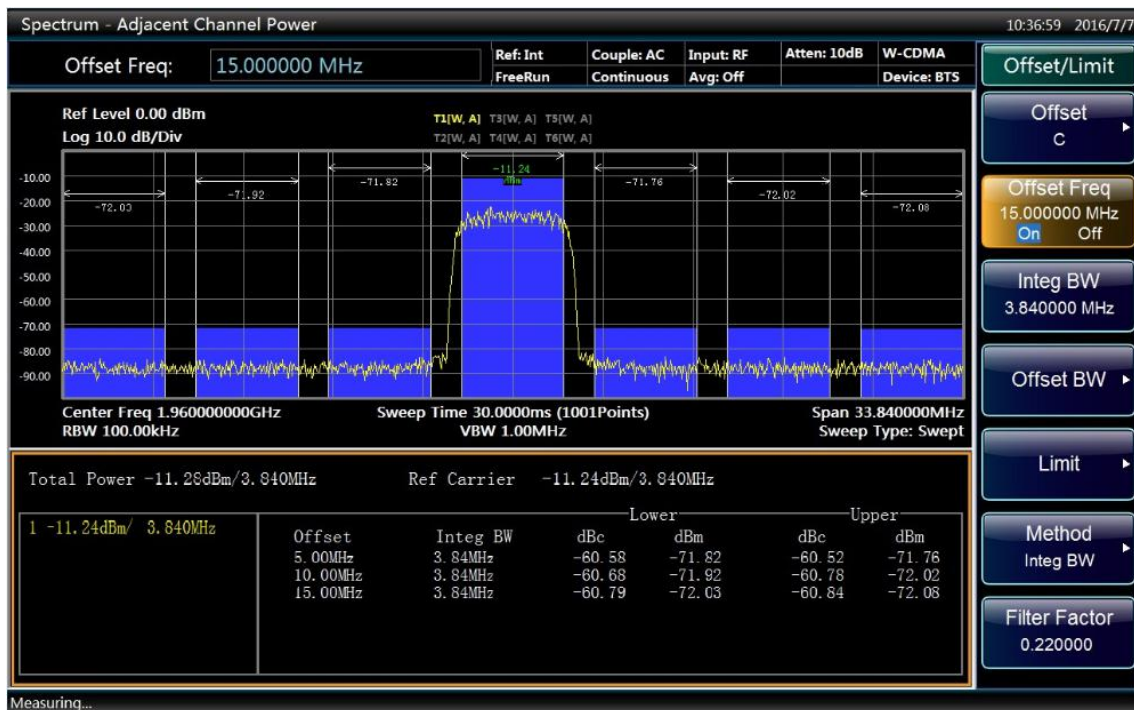 Spectrum - Adjacent Channel Power 10:36:59 2016/7/7
Offset Freq: 15.000000 MHz
Ref: Int Couple: AC Input: RF Atten: 10dB W-CDMA
FreeRun Continuous Avg: Off Device: BTS
Ref Level 0.00 dBm
Log 10.0 dB/Div
T1[W, A] T3[W, A] T5[W, A]
T2[W, A] T4[W, A] T6[W, A]
-10.00
-20.00
-30.00
-40.00
-50.00
-60.00
-70.00
-80.00
-90.00
-72.03 -71.92 -71.82 -11.24 -71.76 -72.02 -72.08
dBm
Center Freq 1.960000000GHz Sweep Time 30.0000ms (1001Points) Span 33.840000MHz
RBW 100.00kHz VBW 1.00MHz Sweep Type: Swept
Total Power -11.28dBm/3.840MHz Ref Carrier -11.24dBm/3.840MHz
1 -11.24dBm/ 3.840MHz
Lower Upper
Offset Integ BW dBc dBm dBc dBm
5.00MHz 3.84MHz -60.58 -71.82 -60.52 -71.76
10.00MHz 3.84MHz -60.68 -71.92 -60.78 -72.02
15.00MHz 3.84MHz -60.79 -72.03 -60.84 -72.08
Measuring...
Offset/Limit
Offset
C
Offset Freq
15.000000 MHz
On Off
Integ BW
3.840000 MHz
Offset BW
Limit
Method
Integ BW
Filter Factor
0.220000